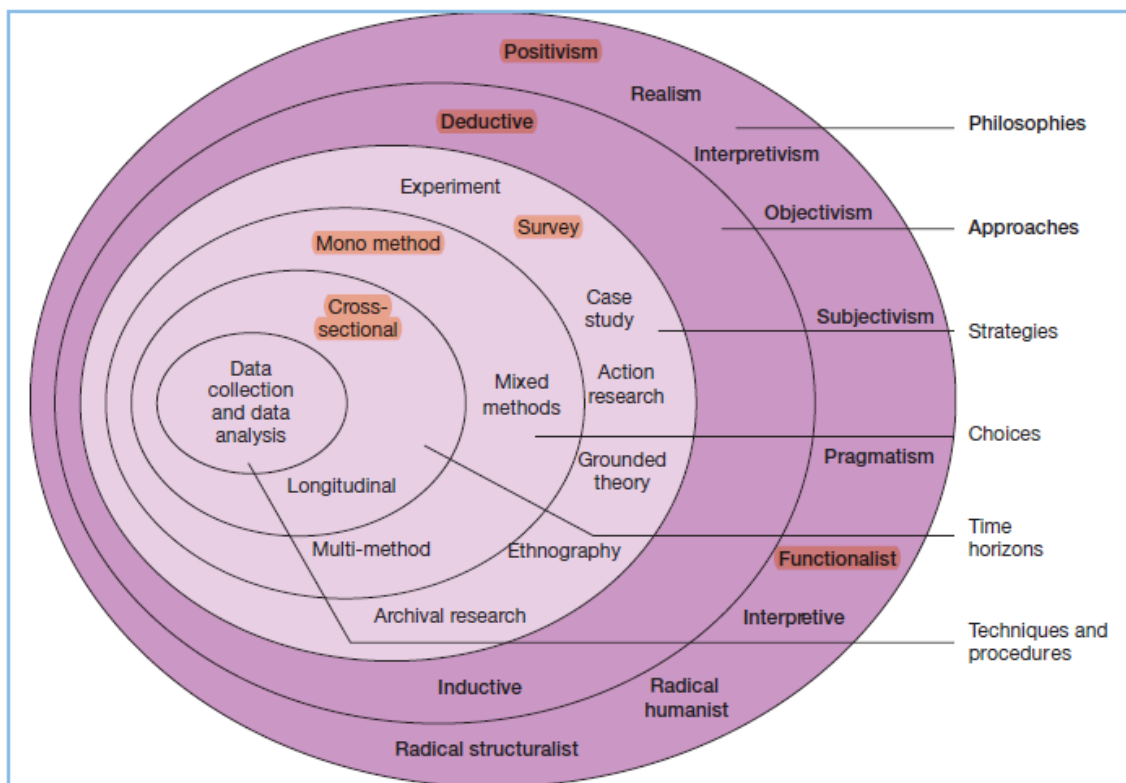 Positivism
Realism
Deductive
Philosophies
Interpretivism
Experiment
Objectivism
Survey
Approaches
Mono method
Case
study
Cross-
sectional
Subjectivism
Strategies
Data
collection
and data
analysis
Mixed
methods
Action
research
Choices
Pragmatism
Grounded
theory
Longitudinal
Time
horizons
Multi-method
Ethnography
Functionalist
Archival research
Interpretive
Techniques and
procedures
Inductive
Radical
humanist
Radical structuralist